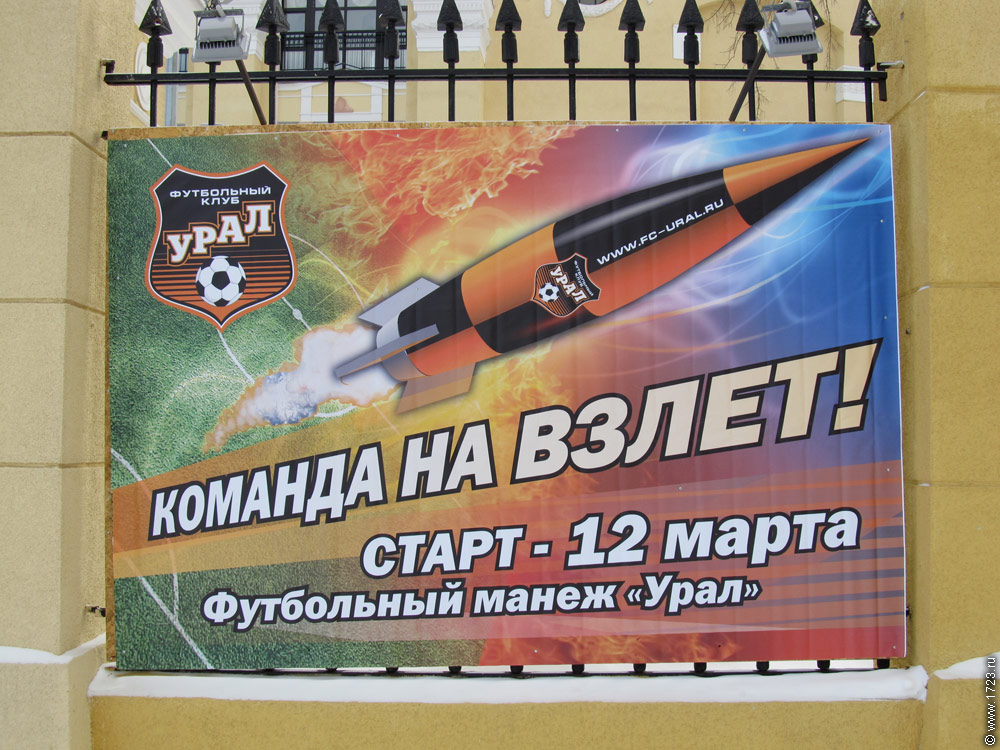 ФУТБОЛЬНЫЙ
КЛУБ
УРАЛ
WWW.FC-URAL.RU
УРАЛ
КОМАНДА НА ВЗЛЕТ!
СТАРТ - 12 марта
Футбольный манеж «Урал»
© www.1723.ru